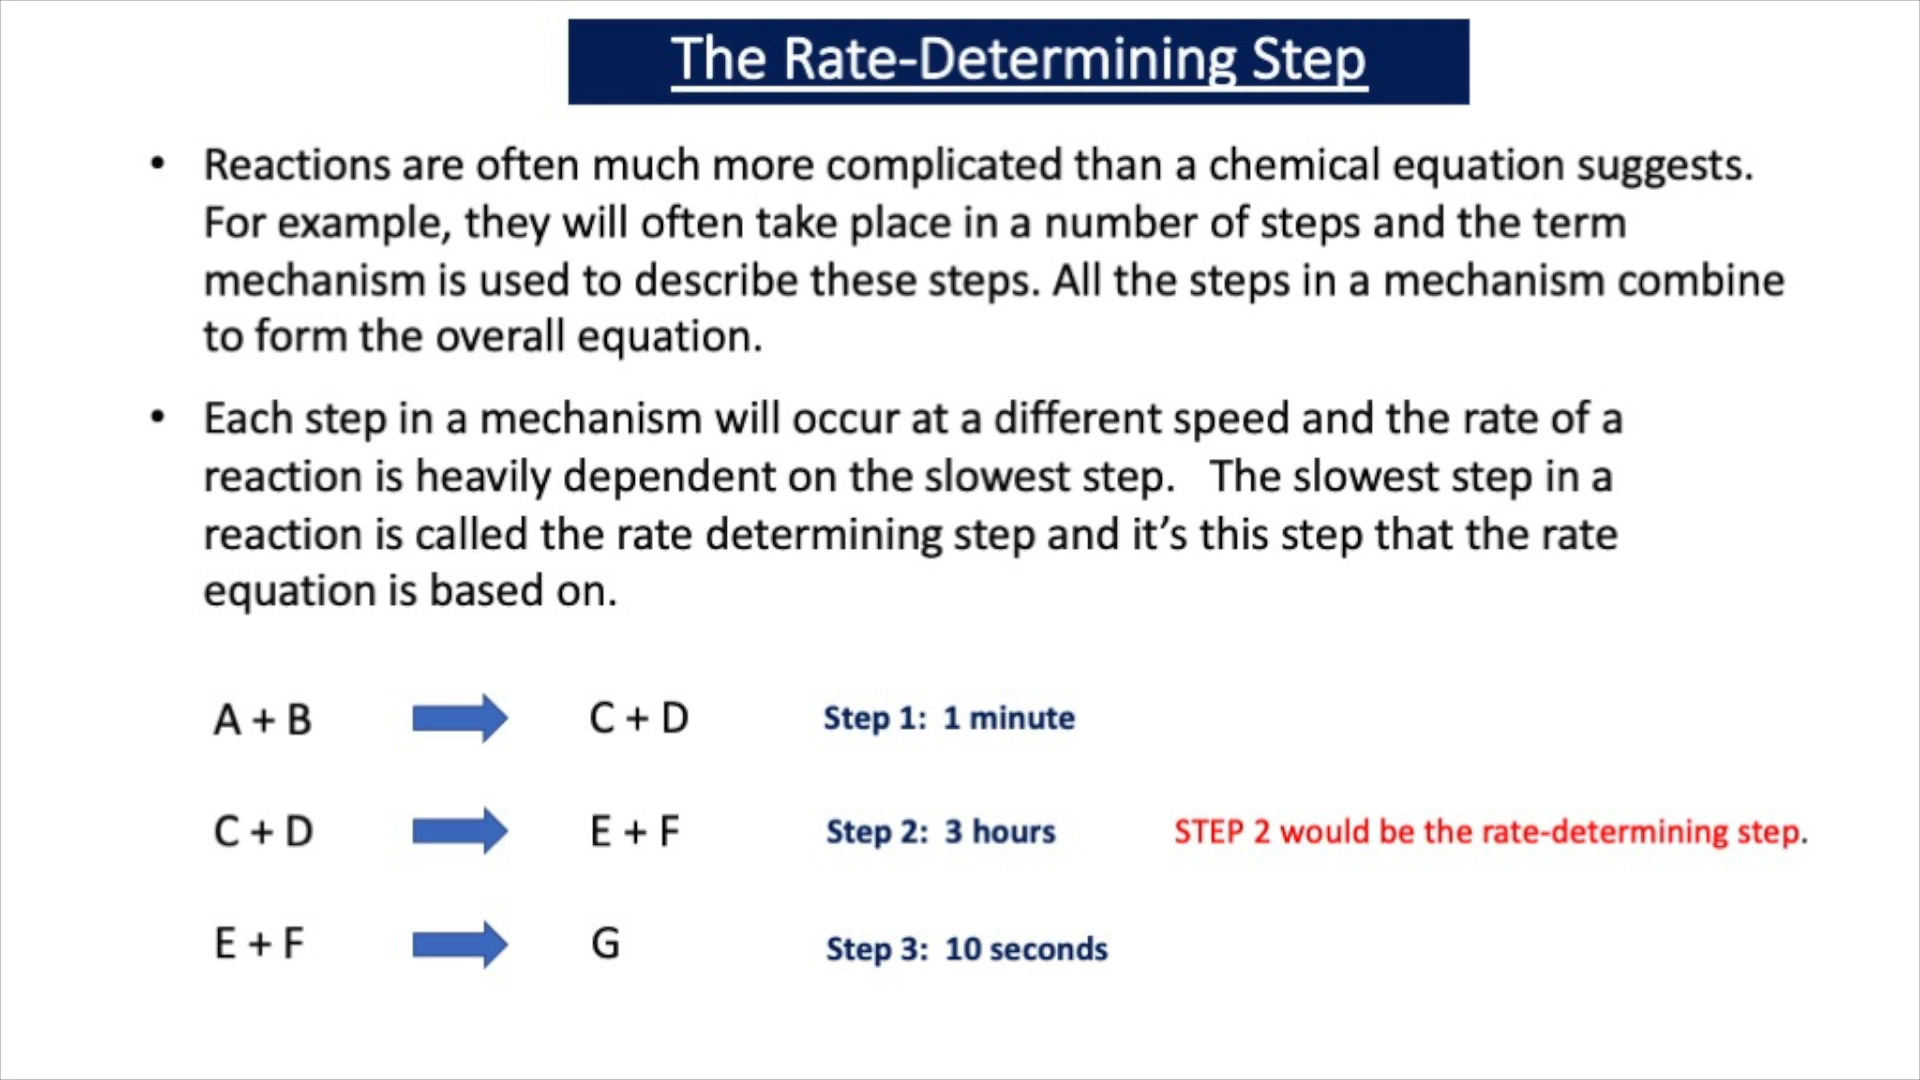 The Rate-Determining Step
• Reactions are often much more complicated than a chemical equation suggests.
For example, they will often take place in a number of steps and the term
mechanism is used to describe these steps. All the steps in a mechanism combine
to form the overall equation.
• Each step in a mechanism will occur at a different speed and the rate of a
reaction is heavily dependent on the slowest step. The slowest step in a
reaction is called the rate determining step and it’s this step that the rate
equation is based on.
A + B C + D Step 1: 1 minute
C + D E + F Step 2: 3 hours STEP 2 would be the rate-determining step.
E + F G Step 3: 10 seconds